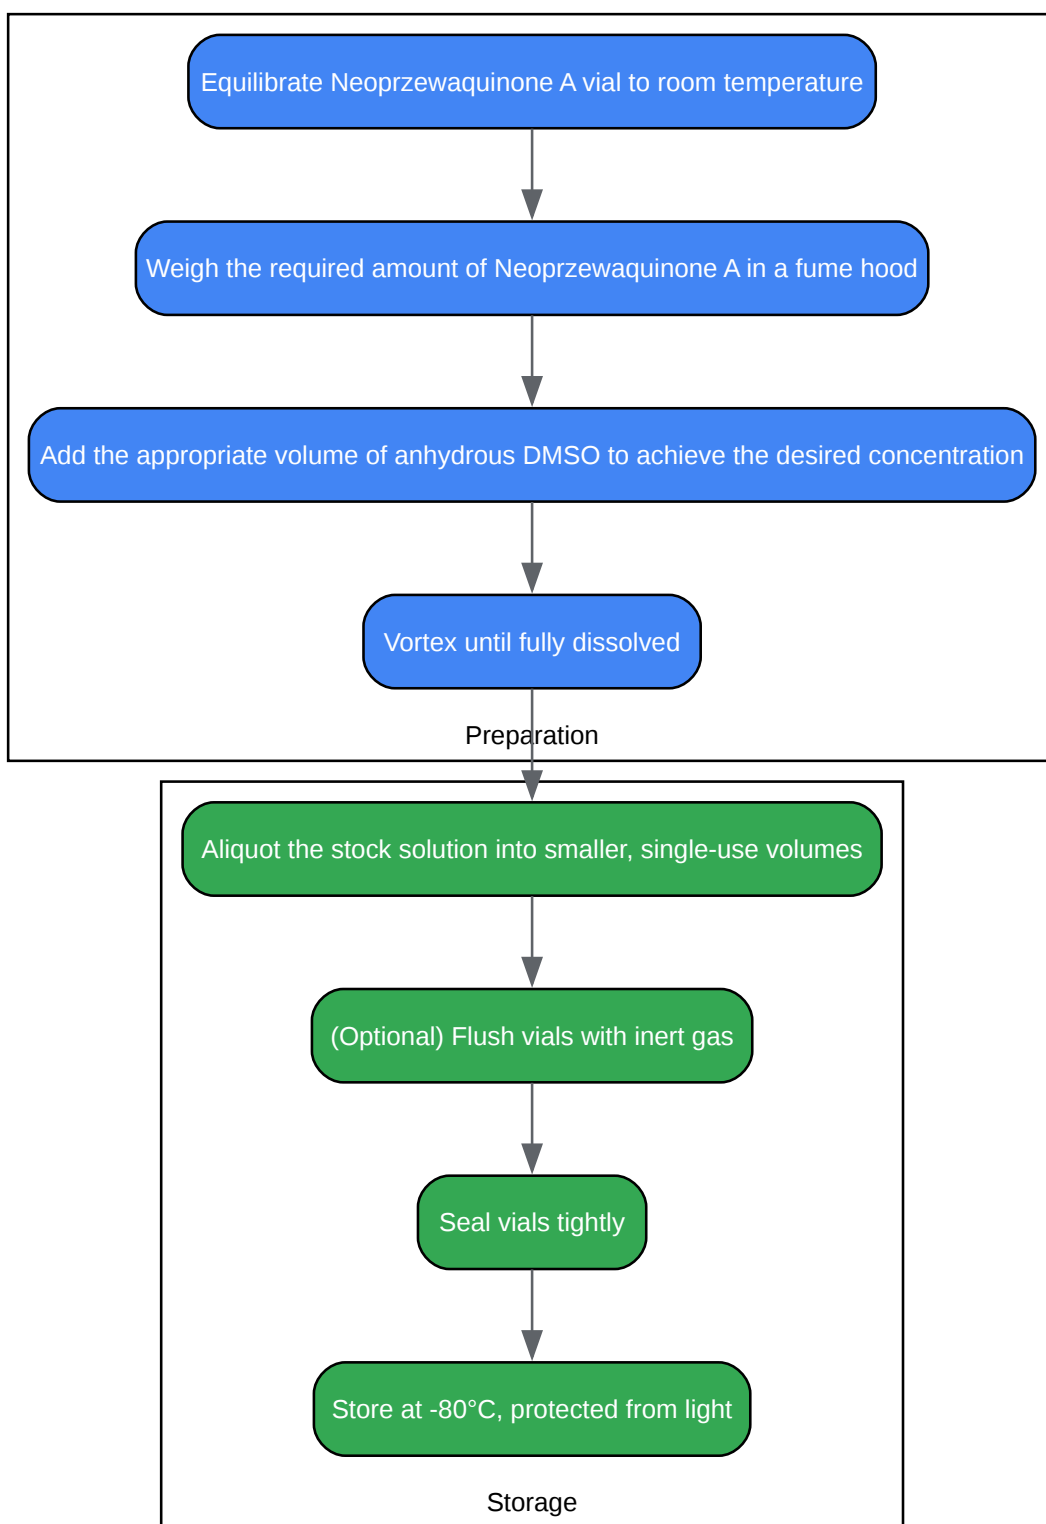 Equilibrate Neoprzewaquinone A vial to room temperature
Weigh the required amount of Neoprzewaquinone A in a fume hood
Add the appropriate volume of anhydrous DMSO to achieve the desired concentration
Vortex until fully dissolved
Preparation
Aliquot the stock solution into smaller, single-use volumes
(Optional) Flush vials with inert gas
Seal vials tightly
Store at -80°C, protected from light
Storage